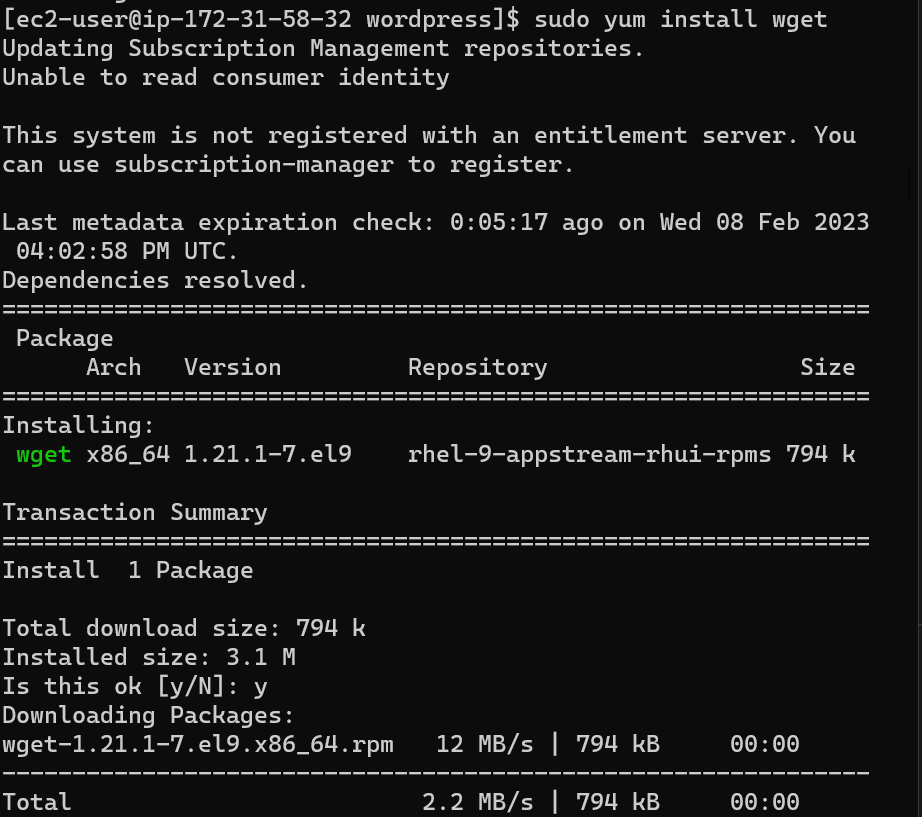 [ec2-user@ip-172-31-58-32 wordpress]$ sudo yum install wget
Updating Subscription Management repositories.
Unable to read consumer identity

This system is not registered with an entitlement server. You
can use subscription-manager to register.

Last metadata expiration check: 0:05:17 ago on Wed 08 Feb 2023
 04:02:58 PM UTC.
Dependencies resolved.
==============================================================
 Package
      Arch   Version         Repository                  Size
==============================================================
Installing:
 wget x86_64 1.21.1-7.el9    rhel-9-appstream-rhui-rpms 794 k

Transaction Summary
==============================================================
Install  1 Package

Total download size: 794 k
Installed size: 3.1 M
Is this ok [y/N]: y
Downloading Packages:
wget-1.21.1-7.el9.x86_64.rpm   12 MB/s | 794 kB     00:00
--------------------------------------------------------------
Total                         2.2 MB/s | 794 kB     00:00